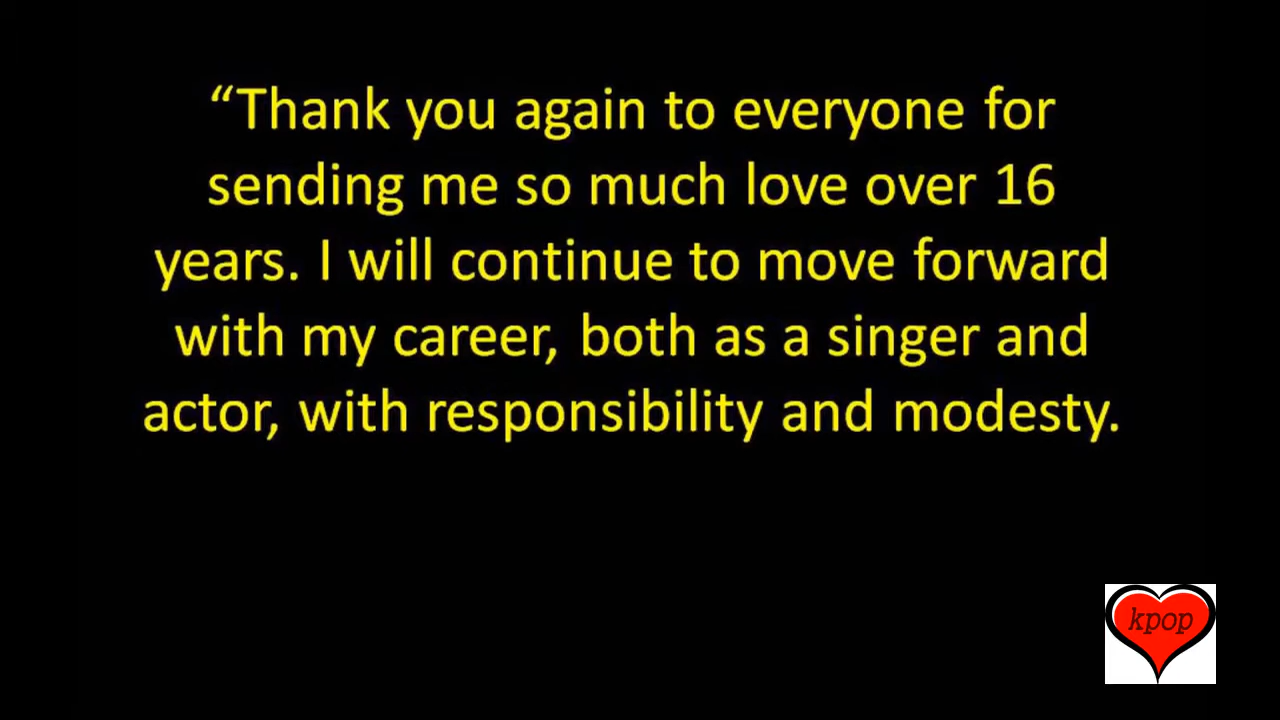 “Thank you again to everyone for
sending me so much love over 16
years. I will continue to move forward
with my career, both as a singer and
actor, with responsibility and modesty.
kpop